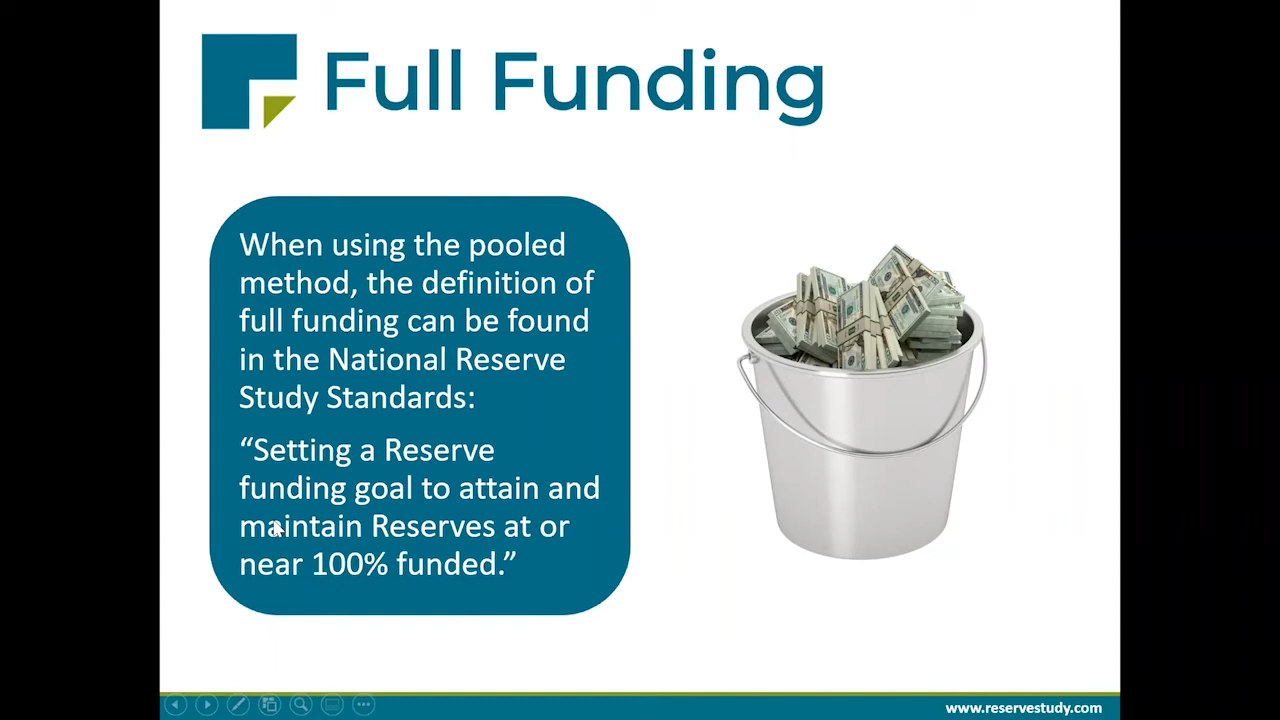 Full Funding
When using the pooled
method, the definition of
full funding can be found
in the National Reserve
Study Standards:
“Setting a Reserve
funding goal to attain and
maintain Reserves at or
near 100% funded.”
www.reservestudy.com